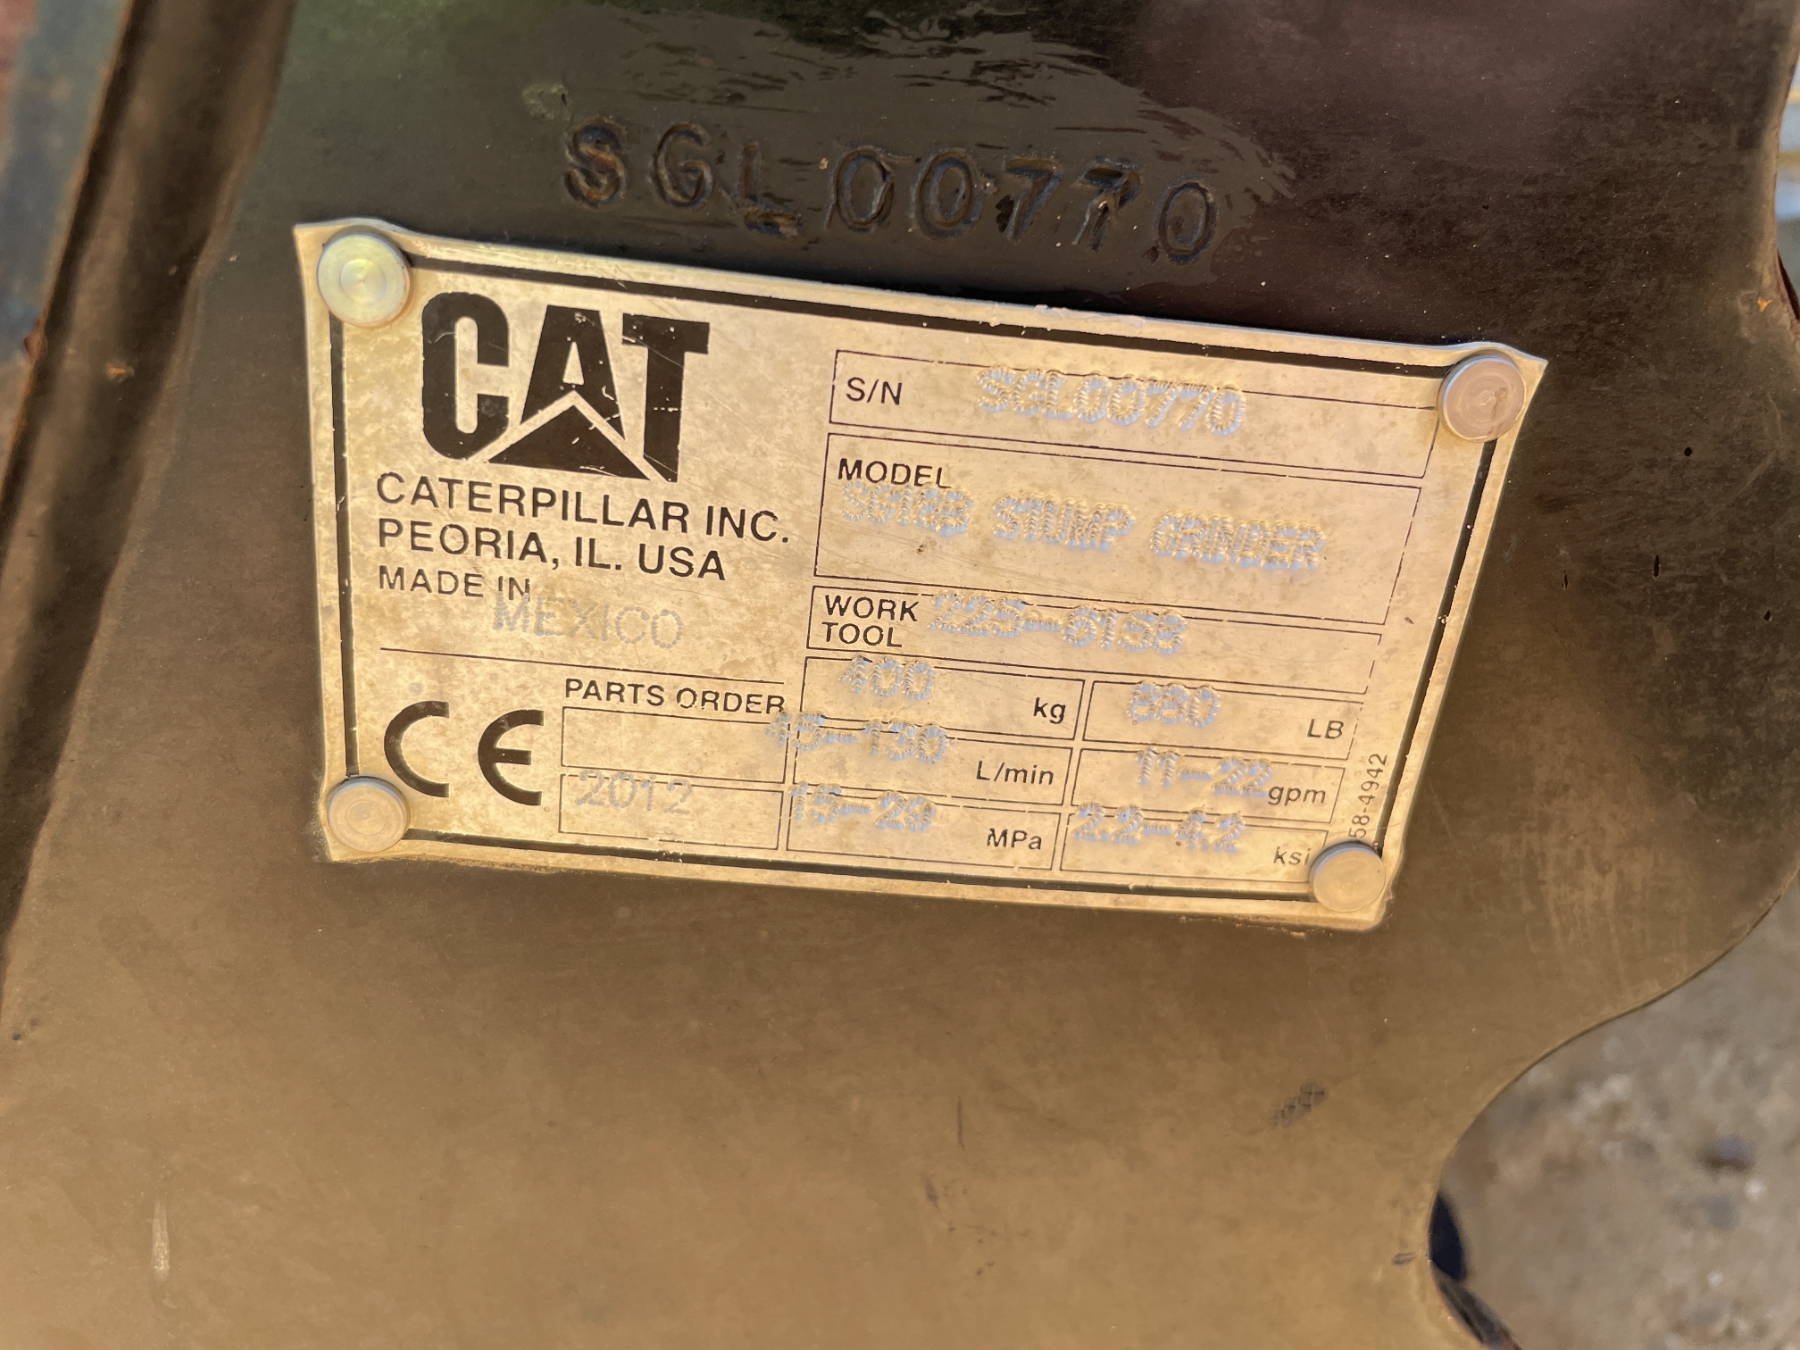 SGL00770
CAT
CATERPILLAR INC.
PEORIA, IL. USA
MADE IN
MEXICO
CE
PARTS ORDER
2012
S/N SGL00770
MODEL
SG18B STUMP GRINDER
WORK TOOL 225-6158
400 kg 880 LB
45-130 L/min 11-22 gpm
15-29 MPa 2.2-4.2 ksi
58-4942